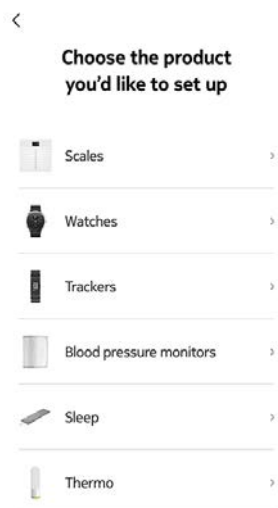 Choose the product
you'd like to set up
Scales
Watches
Trackers
Blood pressure monitors
Sleep
Thermo